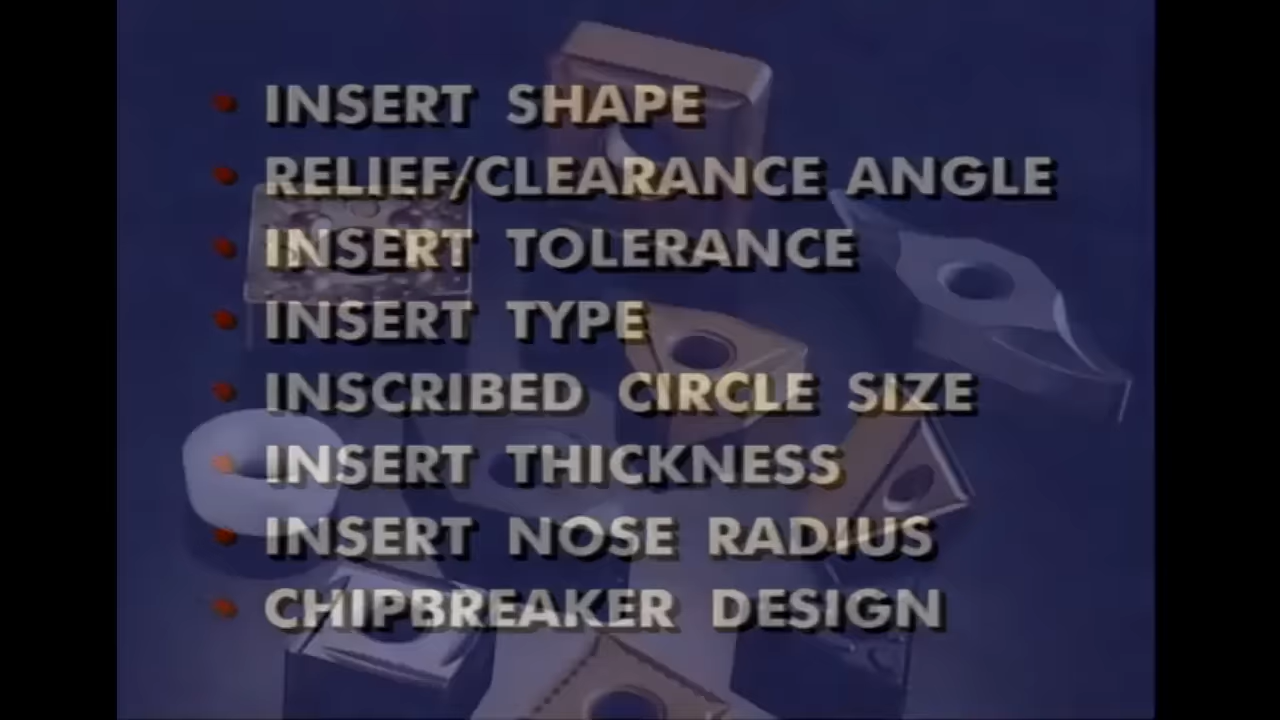 INSERT SHAPE
RELIEF/CLEARANCE ANGLE
INSERT TOLERANCE
INSERT TYPE
INSCRIBED CIRCLE SIZE
INSERT THICKNESS
INSERT NOSE RADIUS
CHIPBREAKER DESIGN